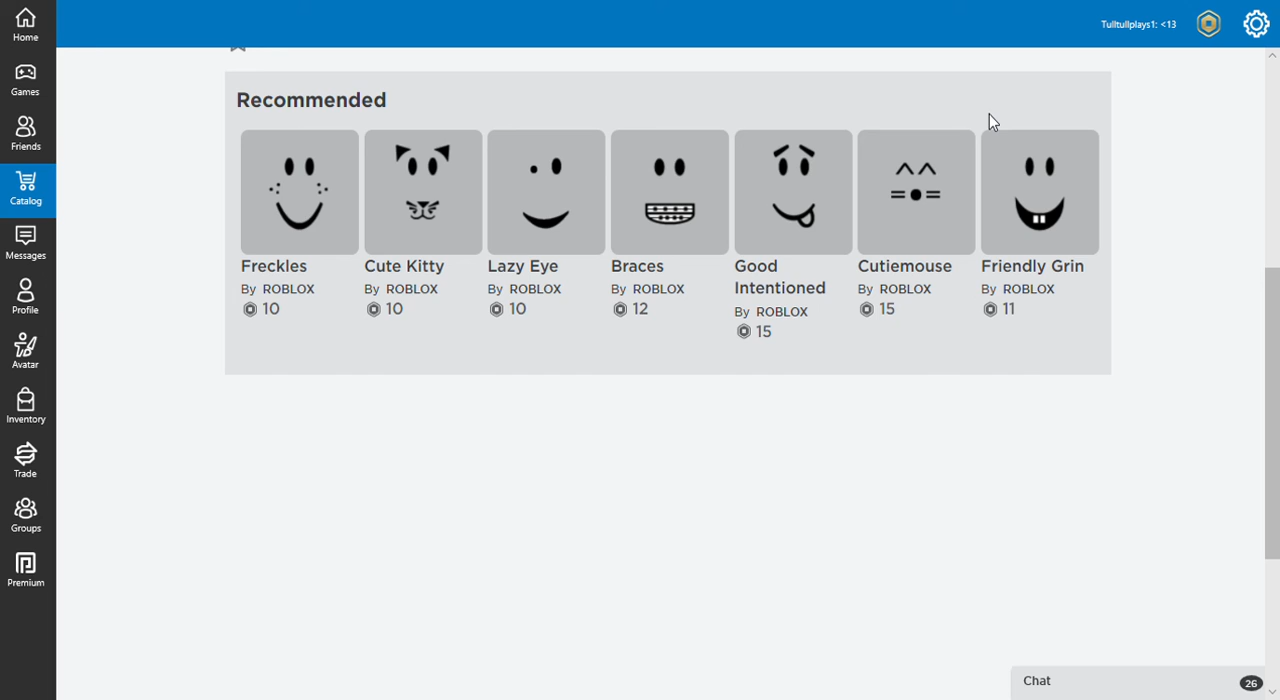 Tulltullplays1: <13
Home
Games
Friends
Catalog
Messages
Profile
Avatar
Inventory
Trade
Groups
Premium
Recommended
Freckles
By ROBLOX
10
Cute Kitty
By ROBLOX
10
Lazy Eye
By ROBLOX
10
Braces
By ROBLOX
12
Good
Intentioned
By ROBLOX
15
Cutiemouse
By ROBLOX
15
Friendly Grin
By ROBLOX
11
Chat
26